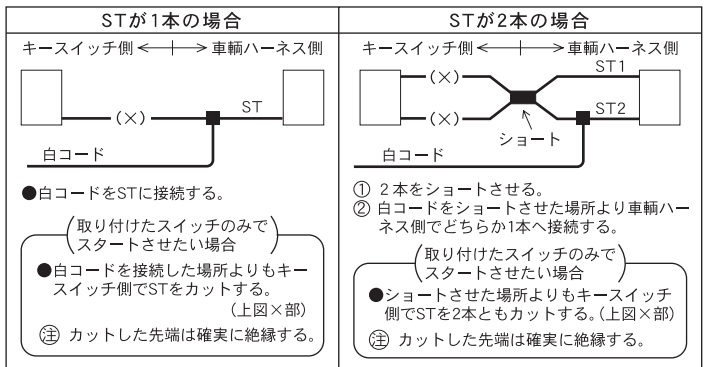 STが1本の場合
キースイッチ側 ← | → 車輌ハーネス側
(×)
ST
白コード
●白コードをSTに接続する。
(取り付けたスイッチのみで
スタートさせたい場合)
●白コードを接続した場所よりもキー
スイッチ側でSTをカットする。
(上図×部)
㊟ カットした先端は確実に絶縁する。
STが2本の場合
キースイッチ側 ← | → 車輌ハーネス側
ST1
(×)
(×)
ST2
ショート
白コード
① 2本をショートさせる。
② 白コードをショートさせた場所より車輌ハー
ネス側でどちらか1本へ接続する。
(取り付けたスイッチのみで
スタートさせたい場合)
●ショートさせた場所よりもキースイッチ
側でSTを2本ともカットする。(上図×部)
㊟ カットした先端は確実に絶縁する。